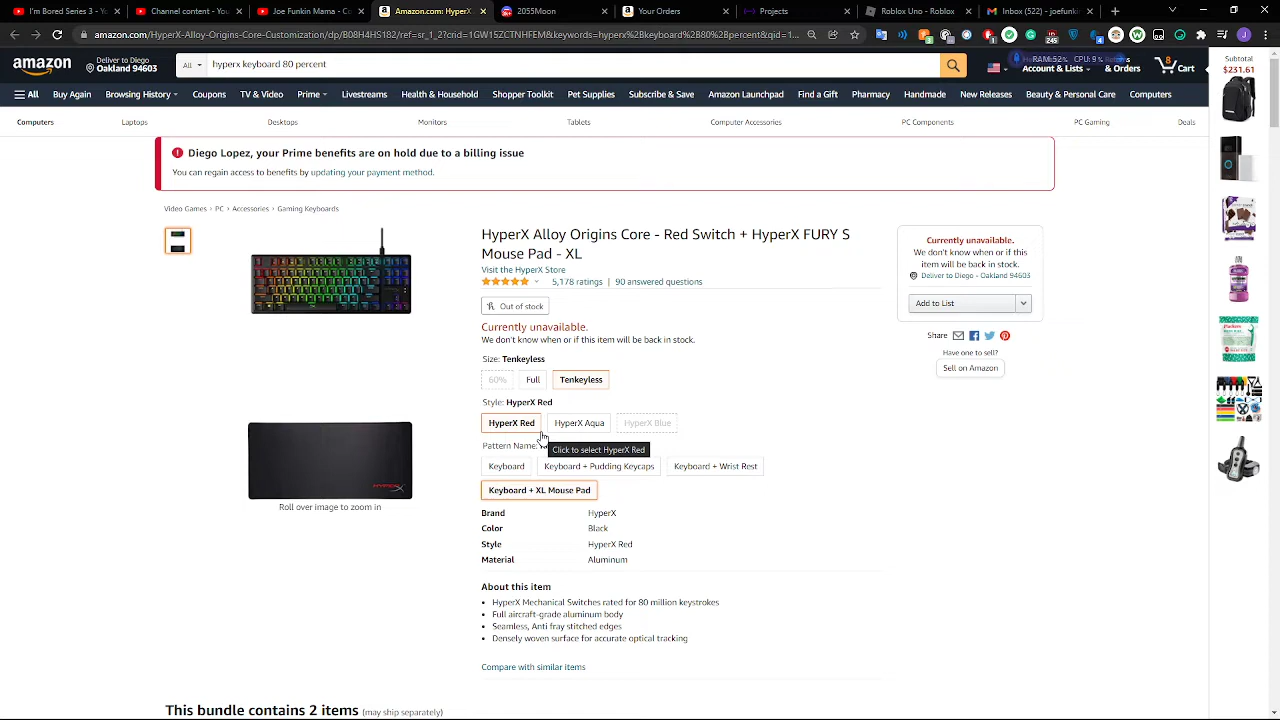 I'm Bored Series 3 - Y
Channel content - You
Joe Funkin Mama - C
Amazon.com: HyperX
2055Moon
Your Orders
Projects
Roblox Uno - Roblox
Inbox (522) - joefunki
amazon.com/HyperX-Alloy-Origins-Core-Customization/dp/B08H4HS182/ref=sr_1_2?crid=1GW15ZCTNHFEM&keywords=hyperx%2Bkeyboard%2B80%2Bpercent&qi=1...
amazon
Deliver to Diego
Oakland 94603
All
hyperx keyboard 80 percent
RAM:52% CPU: 9 %
Account & Lists
& Orders
8
Cart
All
Buy Again
Browsing History
Coupons
TV & Video
Prime
Livestreams
Health & Household
Shopper Toolkit
Pet Supplies
Subscribe & Save
Amazon Launchpad
Find a Gift
Pharmacy
Handmade
New Releases
Beauty & Personal Care
Computers
Computers
Laptops
Desktops
Monitors
Tablets
Computer Accessories
PC Components
PC Gaming
Deals
Subtotal
$231.61
Diego Lopez, your Prime benefits are on hold due to a billing issue
You can regain access to benefits by updating your payment method.
Video Games › PC › Accessories › Gaming Keyboards
HyperX Alloy Origins Core - Red Switch + HyperX FURY S
Mouse Pad - XL
Visit the HyperX Store
5,178 ratings | 90 answered questions
Out of stock
Currently unavailable.
We don't know when or if this item will be back in stock.
Size: Tenkeyless
60%
Full
Tenkeyless
Style: HyperX Red
HyperX Red
HyperX Aqua
HyperX Blue
Pattern Name:
Click to select HyperX Red
Keyboard
Keyboard + Pudding Keycaps
Keyboard + Wrist Rest
Keyboard + XL Mouse Pad
Brand HyperX
Color Black
Style HyperX Red
Material Aluminum
About this item
• HyperX Mechanical Switches rated for 80 million keystrokes
• Full aircraft-grade aluminum body
• Seamless, Anti fray stitched edges
• Densely woven surface for accurate optical tracking
Compare with similar items
HYPERX
Roll over image to zoom in
Currently unavailable.
We don't know when or if this
item will be back in stock.
Deliver to Diego - Oakland 94603
Add to List
Share
Have one to sell?
Sell on Amazon
This bundle contains 2 items (may ship separately)